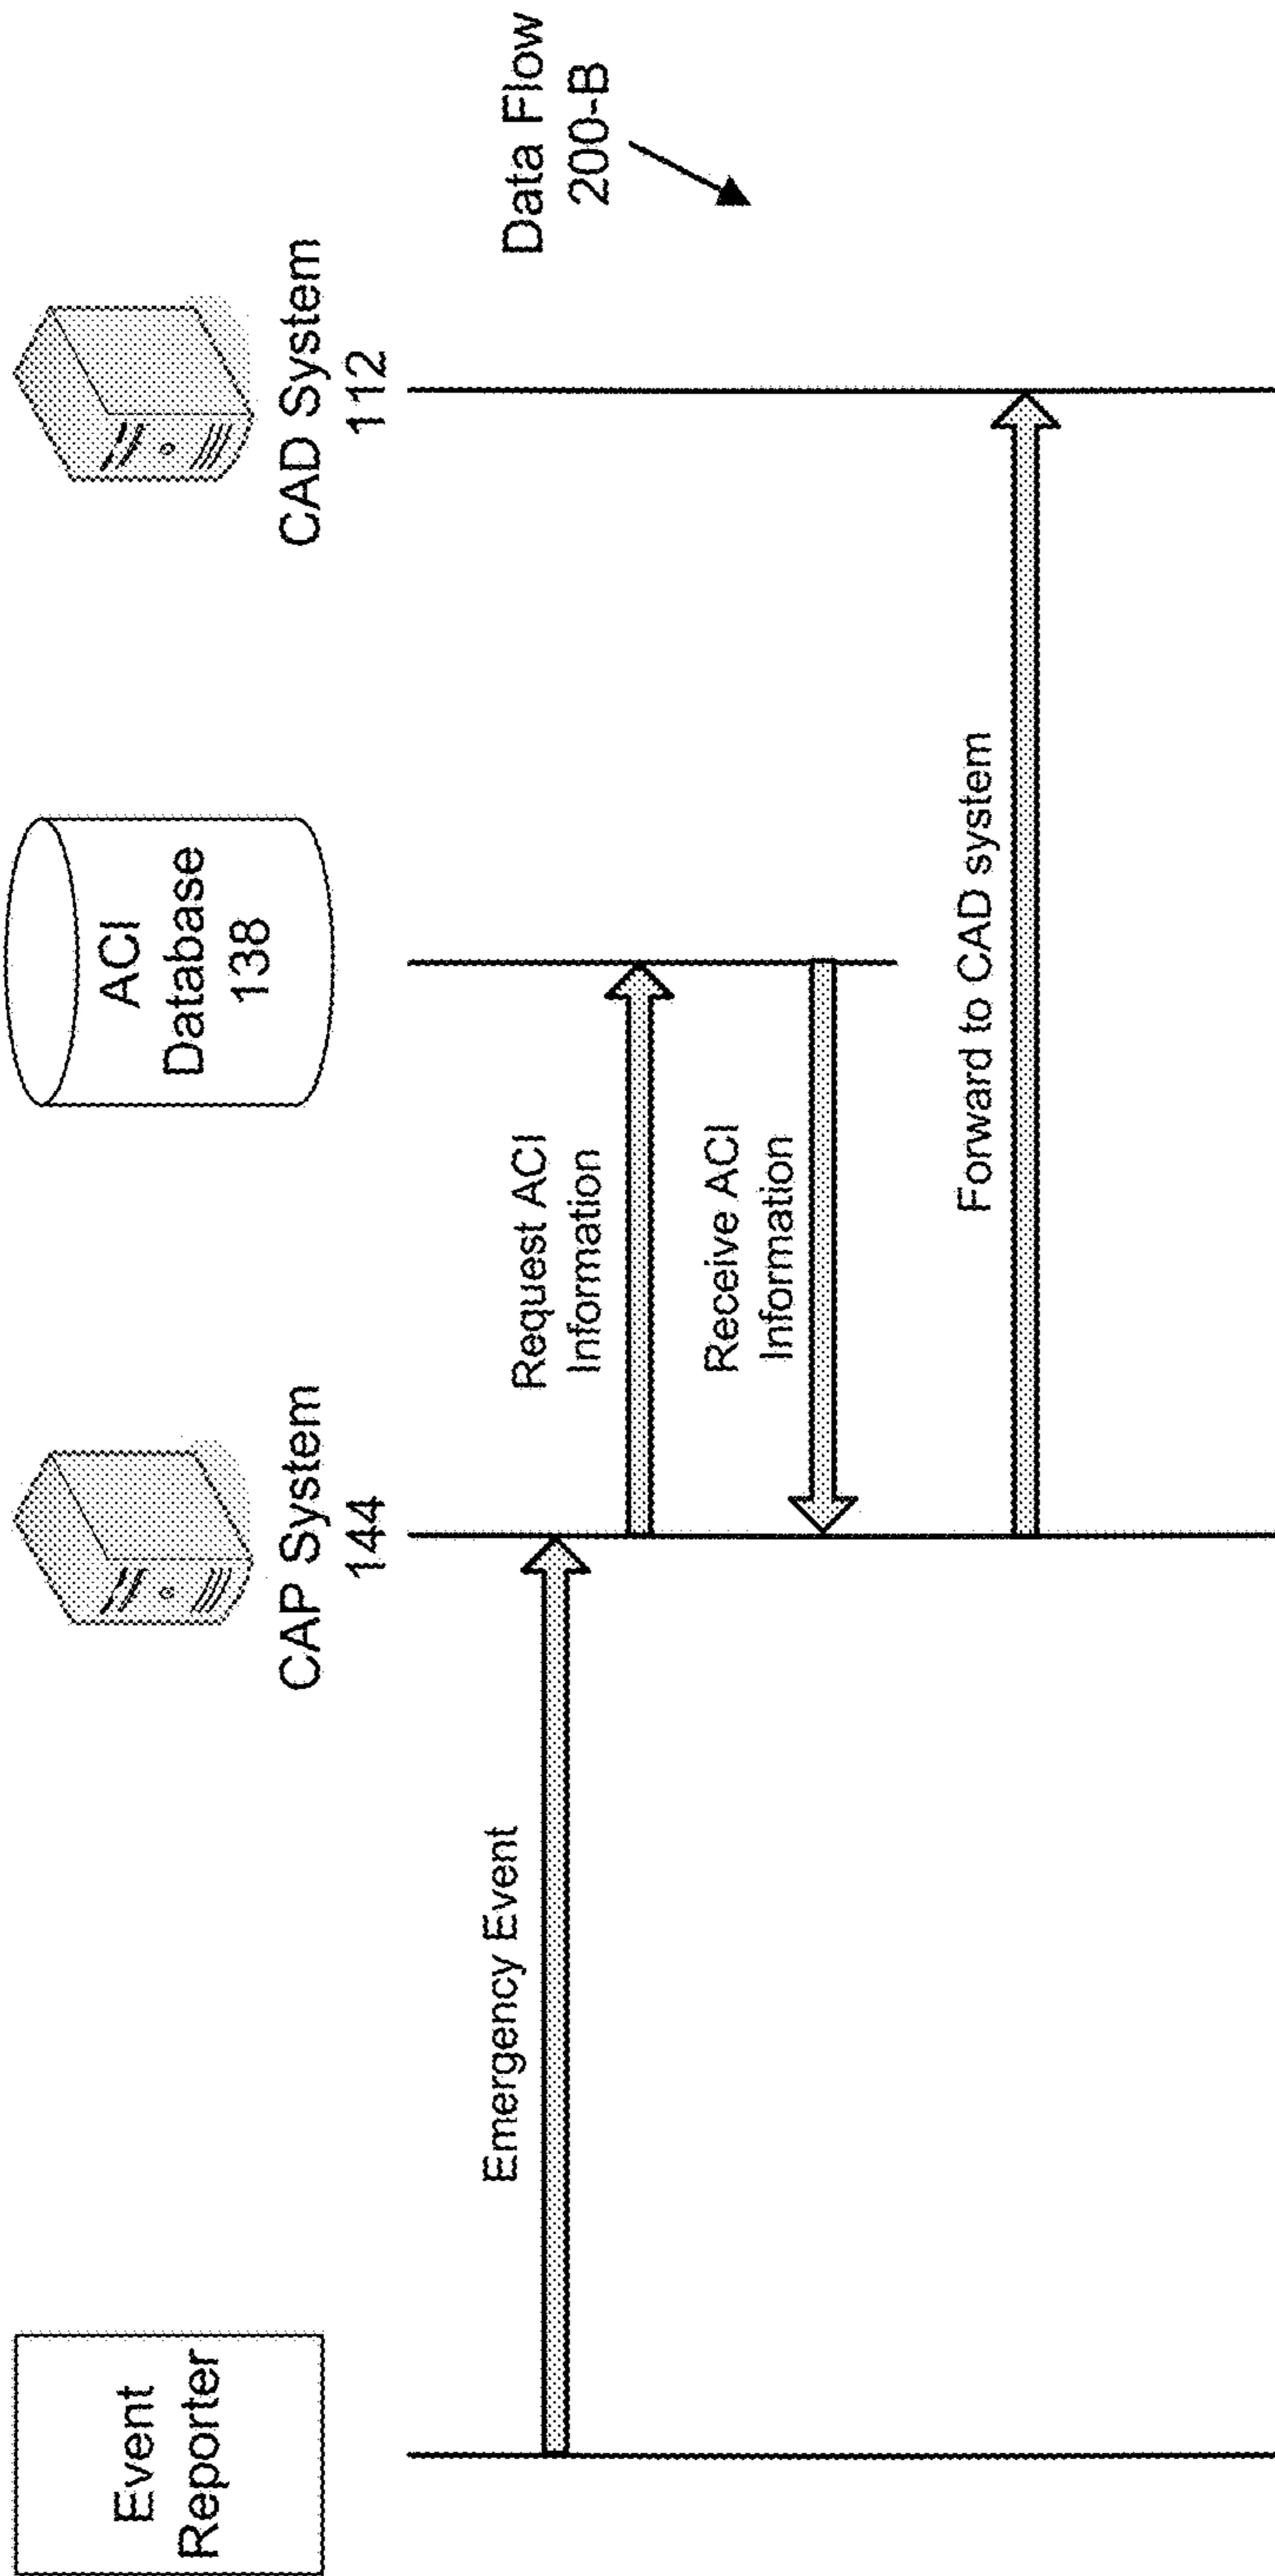 Event
Reporter
CAP System
144
ACI
Database
138
CAD System
112
Data Flow
200-B
Emergency Event
Request ACI
Information
Receive ACI
Information
Forward to CAD system